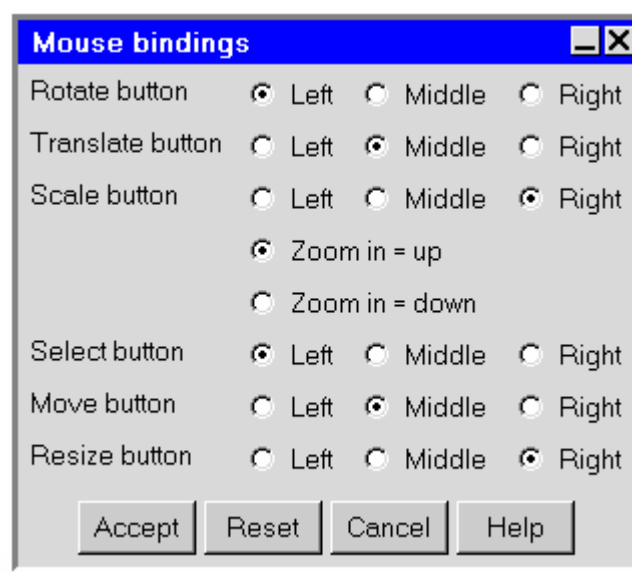 Mouse bindings
Rotate button Left Middle Right
Translate button Left Middle Right
Scale button Left Middle Right
Zoom in = up
Zoom in = down
Select button Left Middle Right
Move button Left Middle Right
Resize button Left Middle Right
Accept Reset Cancel Help